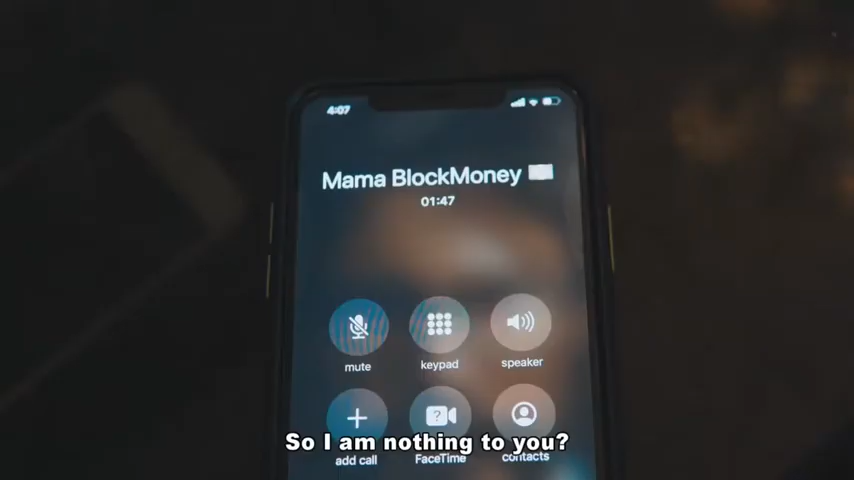 4:07
Mama BlockMoney
01:47
mute
keypad
speaker
add call
FaceTime
contacts
So I am nothing to you?